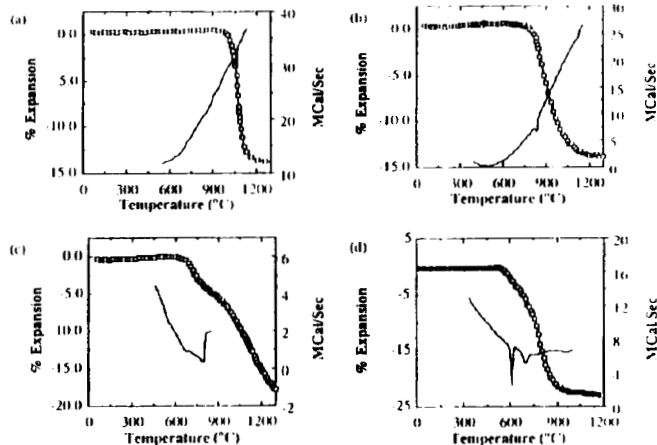 (a)
0.0
5.0
-10.0
15.0
% Expansion
40
30
10
MCal/Sec
0 300 600 900 1200
Temperature (°C)
(b)
0.0
-5.0
-10.0
-15.0
% Expansion
30
25
20
15
10
5
0
MCal/Sec
0 300 600 900 1200
Temperature (°C)
(c)
0.0
-5.0
-10.0
-15.0
-20.0
% Expansion
6
4
2
0
-2
MCal/Sec
0 300 600 900 1200
Temperature (°C)
(d)
5
-5
-15
-25
% Expansion
20
16
12
MCal/Sec
0 300 600 900 1200
Temperature (°C)